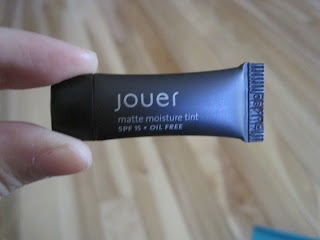 jouer
matte moisture tint
SPF 15 • OIL FREE